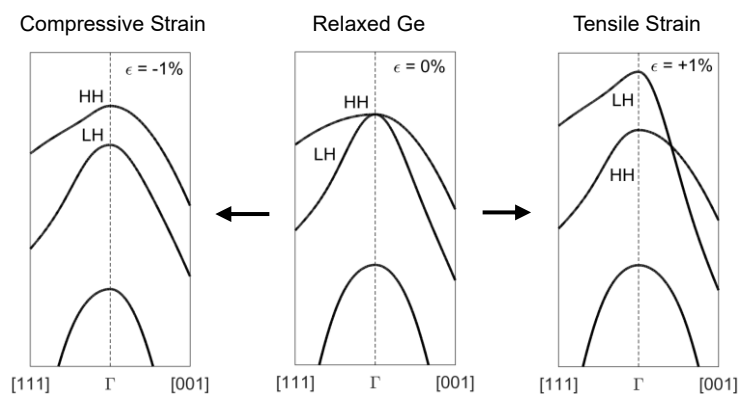 Compressive Strain
Relaxed Ge
Tensile Strain
ϵ = -1%
HH
LH
ϵ = 0%
HH
LH
ϵ = +1%
LH
HH
[111] Γ [001]
[111] Γ [001]
[111] Γ [001]